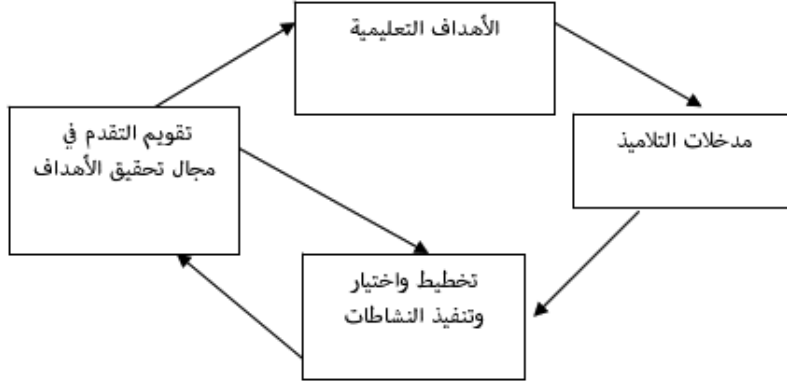 الأهداف التعليمية
مدخلات التلاميذ
تقويم التقدم في
مجال تحقيق الأهداف
تخطيط واختيار
وتنفيذ النشاطات